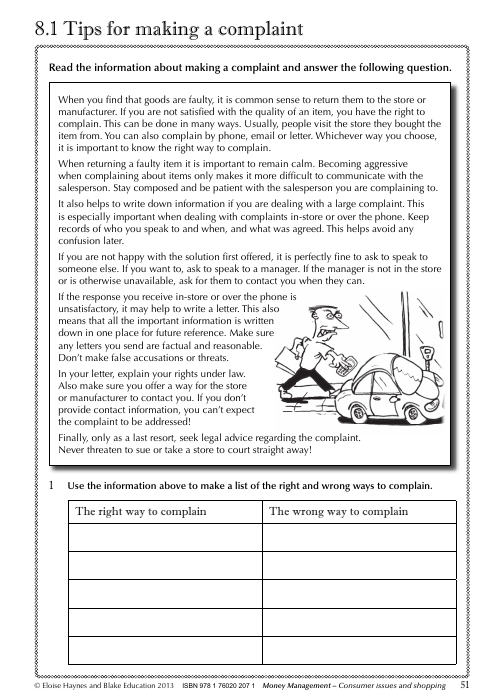 8.1 Tips for making a complaint
Read the information about making a complaint and answer the following question.
When you find that goods are faulty, it is common sense to return them to the store or
manufacturer. If you are not satisfied with the quality of an item, you have the right to
complain. This can be done in many ways. Usually, people visit the store they bought the
item from. You can also complain by phone, email or letter. Whichever way you choose,
it is important to know the right way to complain.
When returning a faulty item it is important to remain calm. Becoming aggressive
when complaining about items only makes it more difficult to communicate with the
salesperson. Stay composed and be patient with the salesperson you are complaining to.
It also helps to write down information if you are dealing with a large complaint. This
is especially important when dealing with complaints in-store or over the phone. Keep
records of who you speak to and when, and what was agreed. This helps avoid any
confusion later.
If you are not happy with the solution first offered, it is perfectly fine to ask to speak to
someone else. If you want, ask to speak to a manager. If the manager is not in the store
or is otherwise unavailable, ask for them to contact you when they can.
If the response you receive in-store or over the phone is
unsatisfactory, it may help to write a letter. This also
means that all the important information is written
down in one place for future reference. Make sure
any letters you send are factual and reasonable.
Don't make false accusations or threats.
In your letter, explain your rights under law.
Also make sure you offer a way for the store
or manufacturer to contact you. If you don't
provide contact information, you can't expect
the complaint to be addressed!
Finally, only as a last resort, seek legal advice regarding the complaint.
Never threaten to sue or take a store to court straight away!
1 Use the information above to make a list of the right and wrong ways to complain.
The right way to complain
The wrong way to complain
© Eloise Haynes and Blake Education 2013 ISBN 978 1 76020 207 1 Money Management – Consumer issues and shopping 51